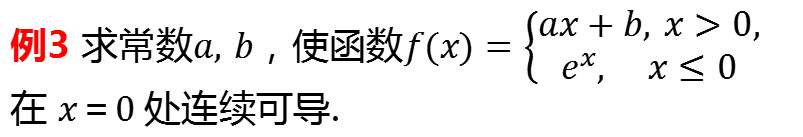 例3 求常数a, b，使函数f(x) = {ax + b, x > 0,
e^x, x ≤ 0
在 x = 0 处连续可导.